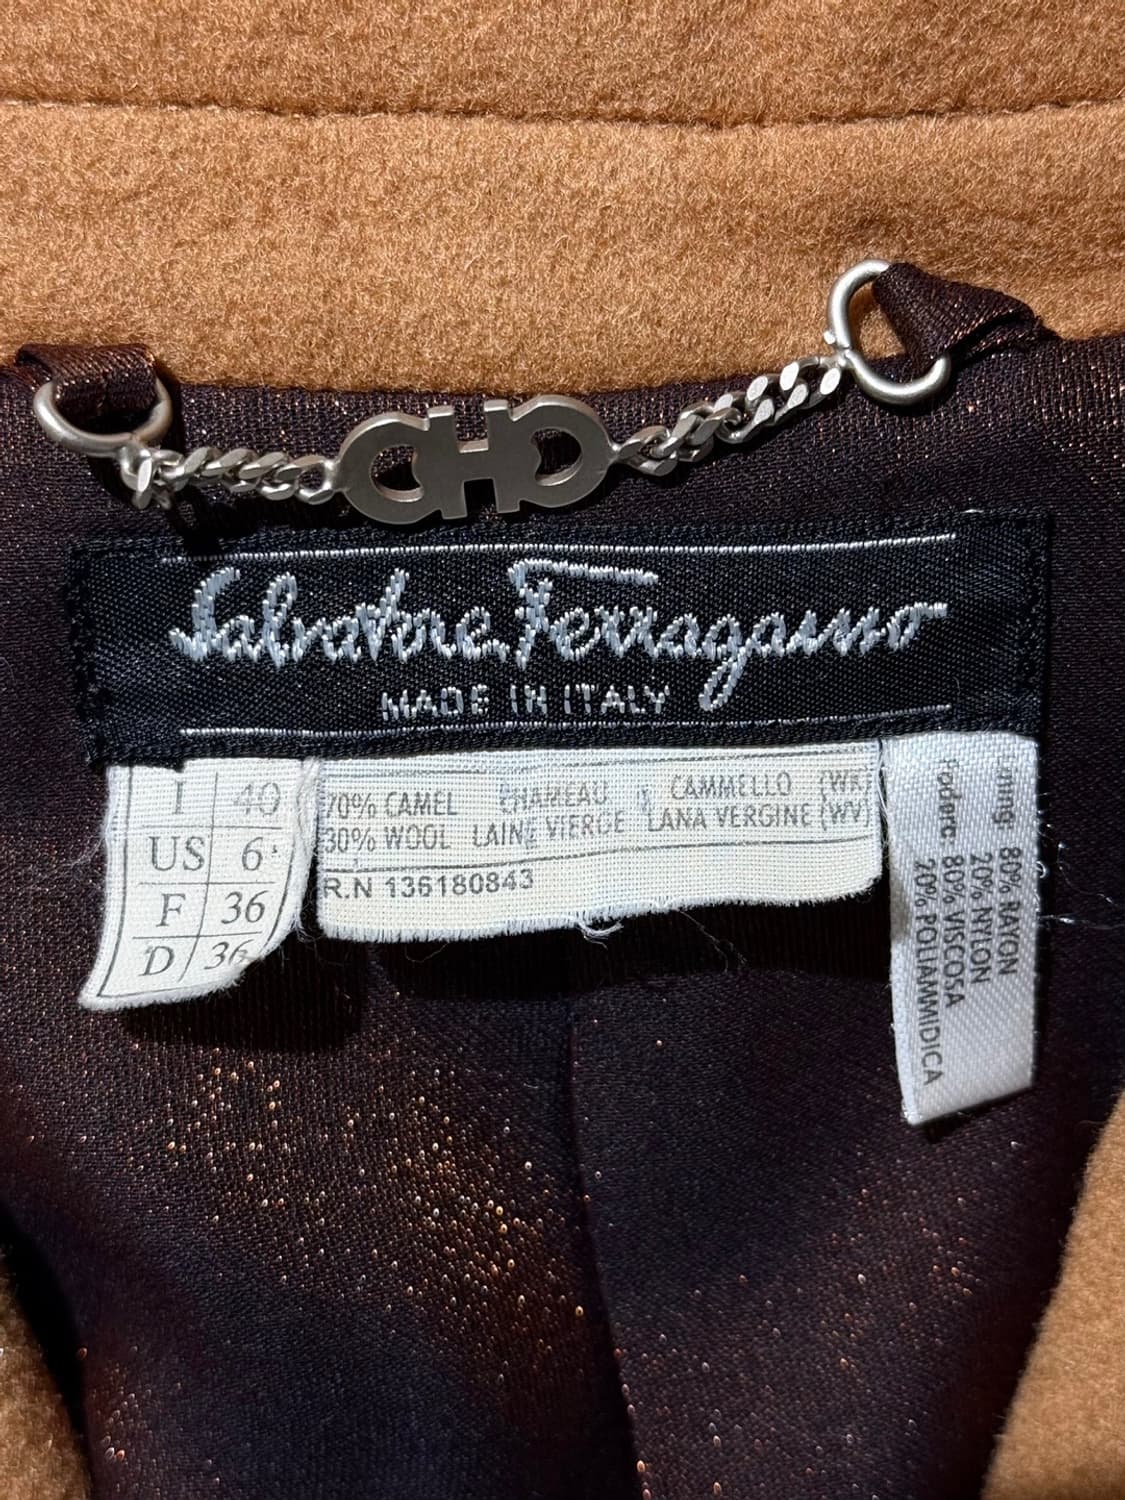 Salvatore Ferragamo
MADE IN ITALY
I 40
US 6
F 36
D 36
70% CAMEL CHAMEAU CAMMELLO (WK)
30% WOOL LAINE VIERGE LANA VERGINE (WV)
R.N 136180843
Lining: 80% RAYON
20% NYLON
Fodera: 80% VISCOSA
20% POLIAMMIDICA